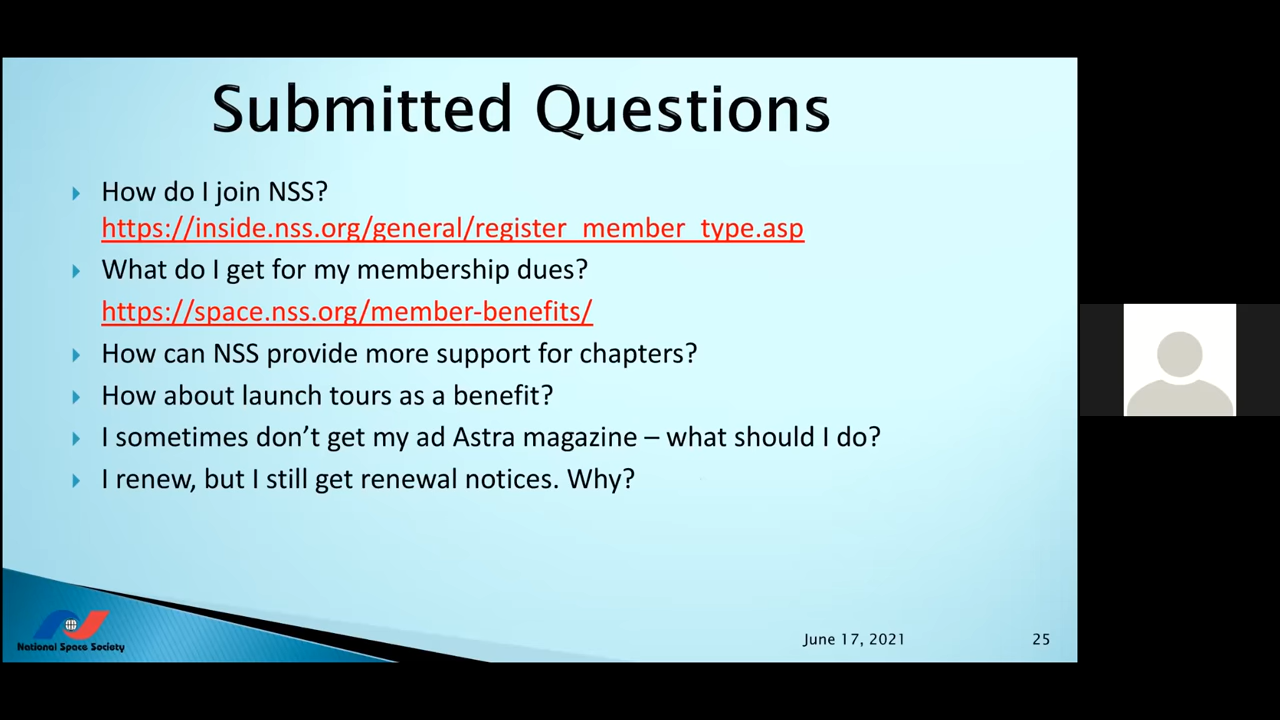 Submitted Questions
How do I join NSS?
https://inside.nss.org/general/register_member_type.asp
What do I get for my membership dues?
https://space.nss.org/member-benefits/
How can NSS provide more support for chapters?
How about launch tours as a benefit?
I sometimes don’t get my ad Astra magazine – what should I do?
I renew, but I still get renewal notices. Why?
National Space Society
June 17, 2021
25